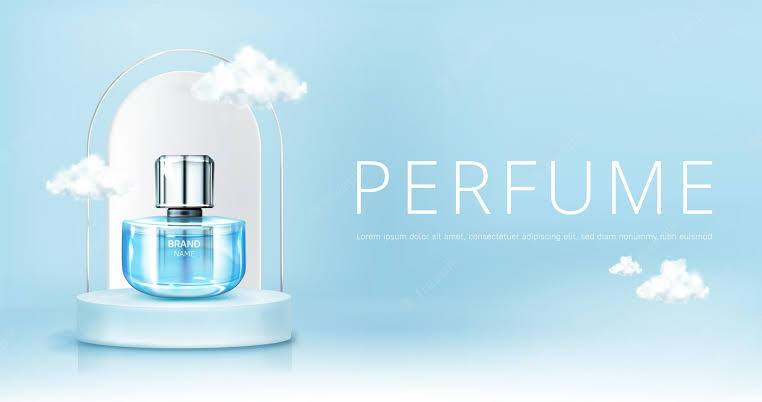 PERFUME
Lorem ipsum dolor sit amet, consectetuer adipiscing elit, sed diam nonummy nibh euismod
BRAND
NAME